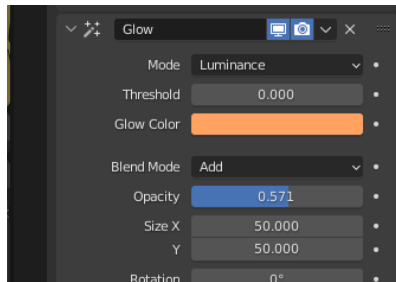 Glow
Mode Luminance
Threshold 0.000
Glow Color
Blend Mode Add
Opacity 0.571
Size X 50.000
Y 50.000
Rotation 0°